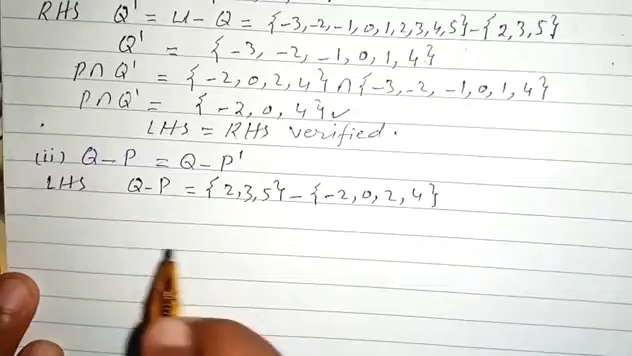 RHS Q' = U - Q = {-3,-2,-1,0,1,2,3,4,5}-{2,3,5}
Q' = {-3, -2, -1, 0, 1, 4}
P∩Q' = {-2,0,2,4}∩{-3,-2, -1,0,1,4}
P∩Q' = {-2,0,4}✓
. LHS = RHS verified.
(ii) Q-P = Q-P'
LHS Q-P = {2,3,5}-{-2,0,2,4}